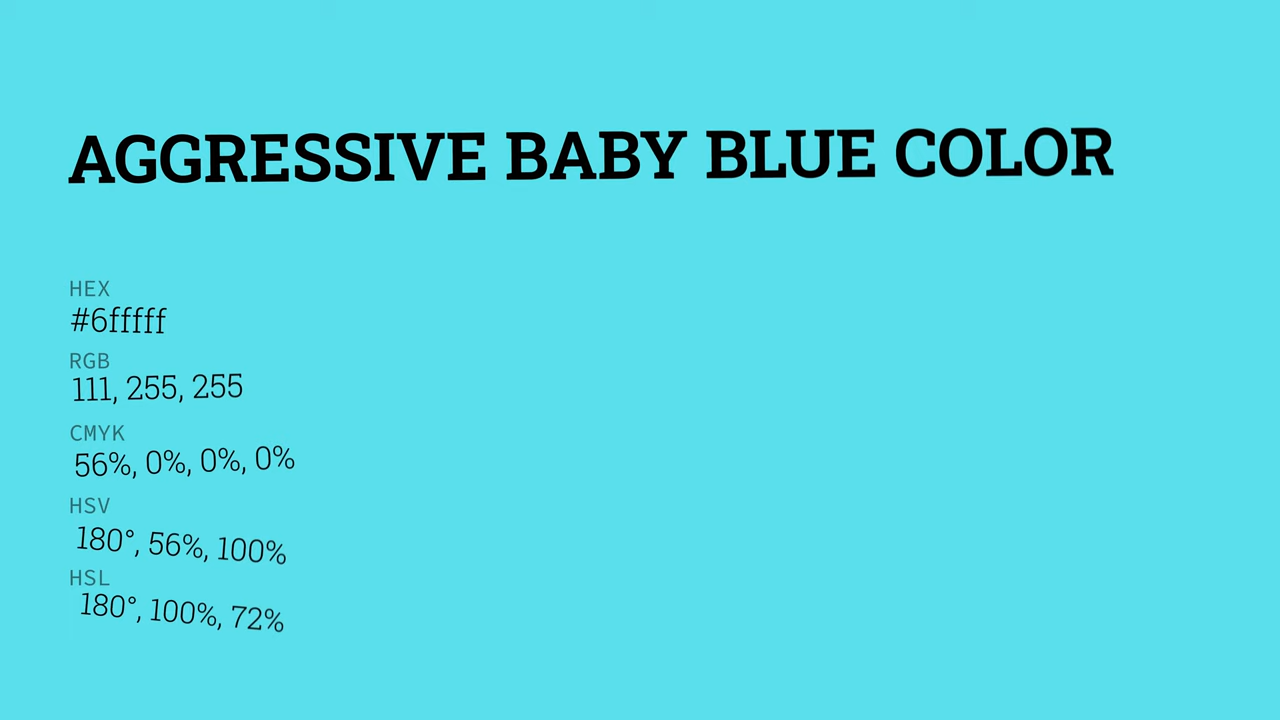 AGGRESSIVE BABY BLUE COLOR
HEX
#6fffff
RGB
111, 255, 255
CMYK
56%, 0%, 0%, 0%
HSV
180°, 56%, 100%
HSL
180°, 100%, 72%